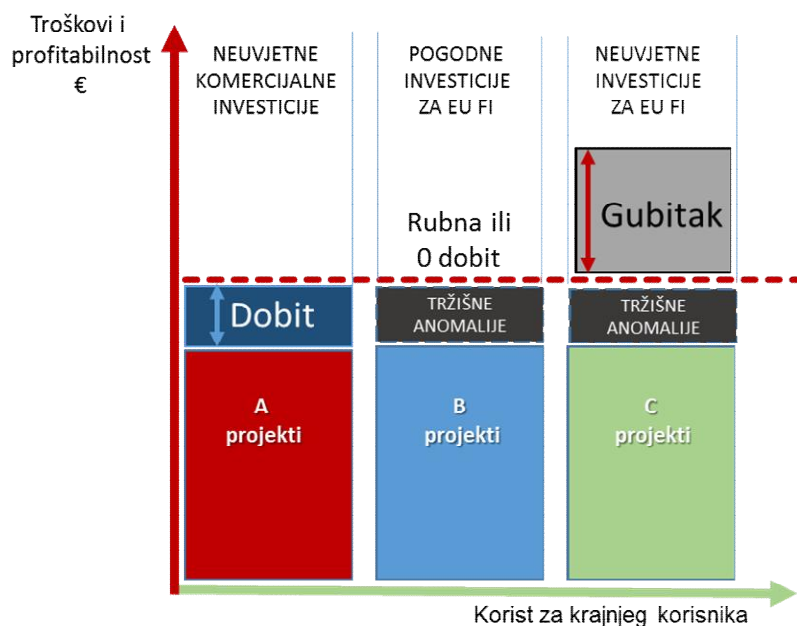 Troškovi i
profitabilnost
€
NEUVJETNE
KOMERCIJALNE
INVESTICIJE
POGODNE
INVESTICIJE
ZA EU FI
NEUVJETNE
INVESTICIJE
ZA EU FI
Gubitak
Rubna ili
0 dobit
Dobit
TRŽIŠNE
ANOMALIJE
TRŽIŠNE
ANOMALIJE
A
projekti
B
projekti
C
projekti
Korist za krajnjeg korisnika